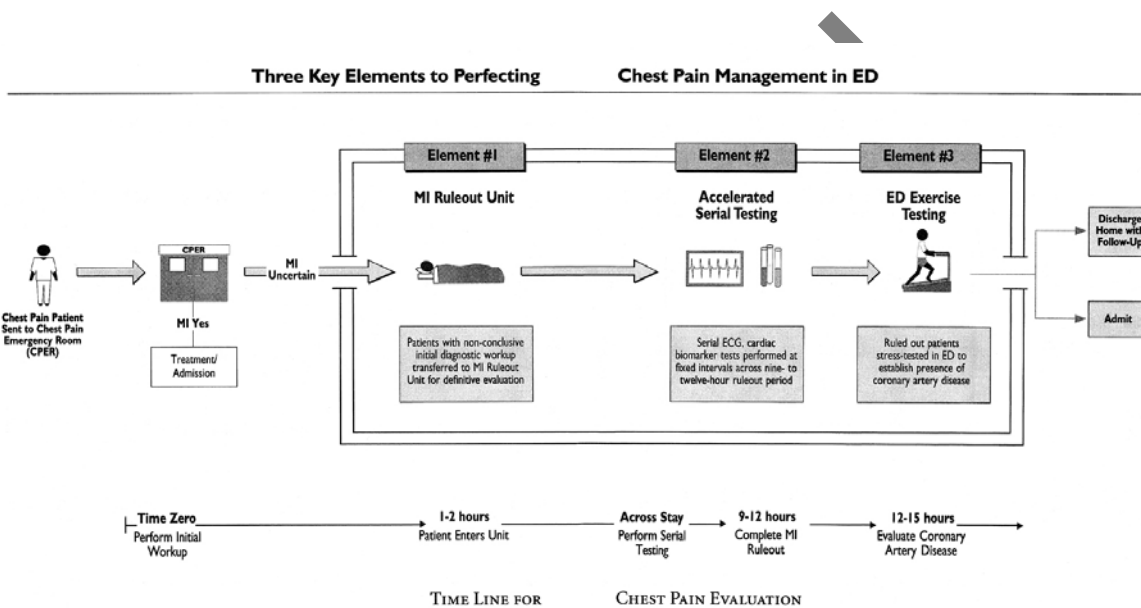 Three Key Elements to Perfecting Chest Pain Management in ED
Element #1
Element #2
Element #3
MI Ruleout Unit
Accelerated
Serial Testing
ED Exercise
Testing
CPER
MI
Uncertain
Discharge
Home with
Follow-Up
Chest Pain Patient
Sent to Chest Pain
Emergency Room
(CPER)
MI Yes
Treatment/
Admission
Admit
Patients with non-conclusive
initial diagnostic workup
transferred to MI Ruleout
Unit for definitive evaluation
Serial ECG, cardiac
biomarker tests performed at
fixed intervals across nine- to
twelve-hour ruleout period
Ruled out patients
stress-tested in ED to
establish presence of
coronary artery disease
Time Zero
Perform Initial
Workup
1-2 hours
Patient Enters Unit
Across Stay
Perform Serial
Testing
9-12 hours
Complete MI
Ruleout
12-15 hours
Evaluate Coronary
Artery Disease
TIME LINE FOR CHEST PAIN EVALUATION